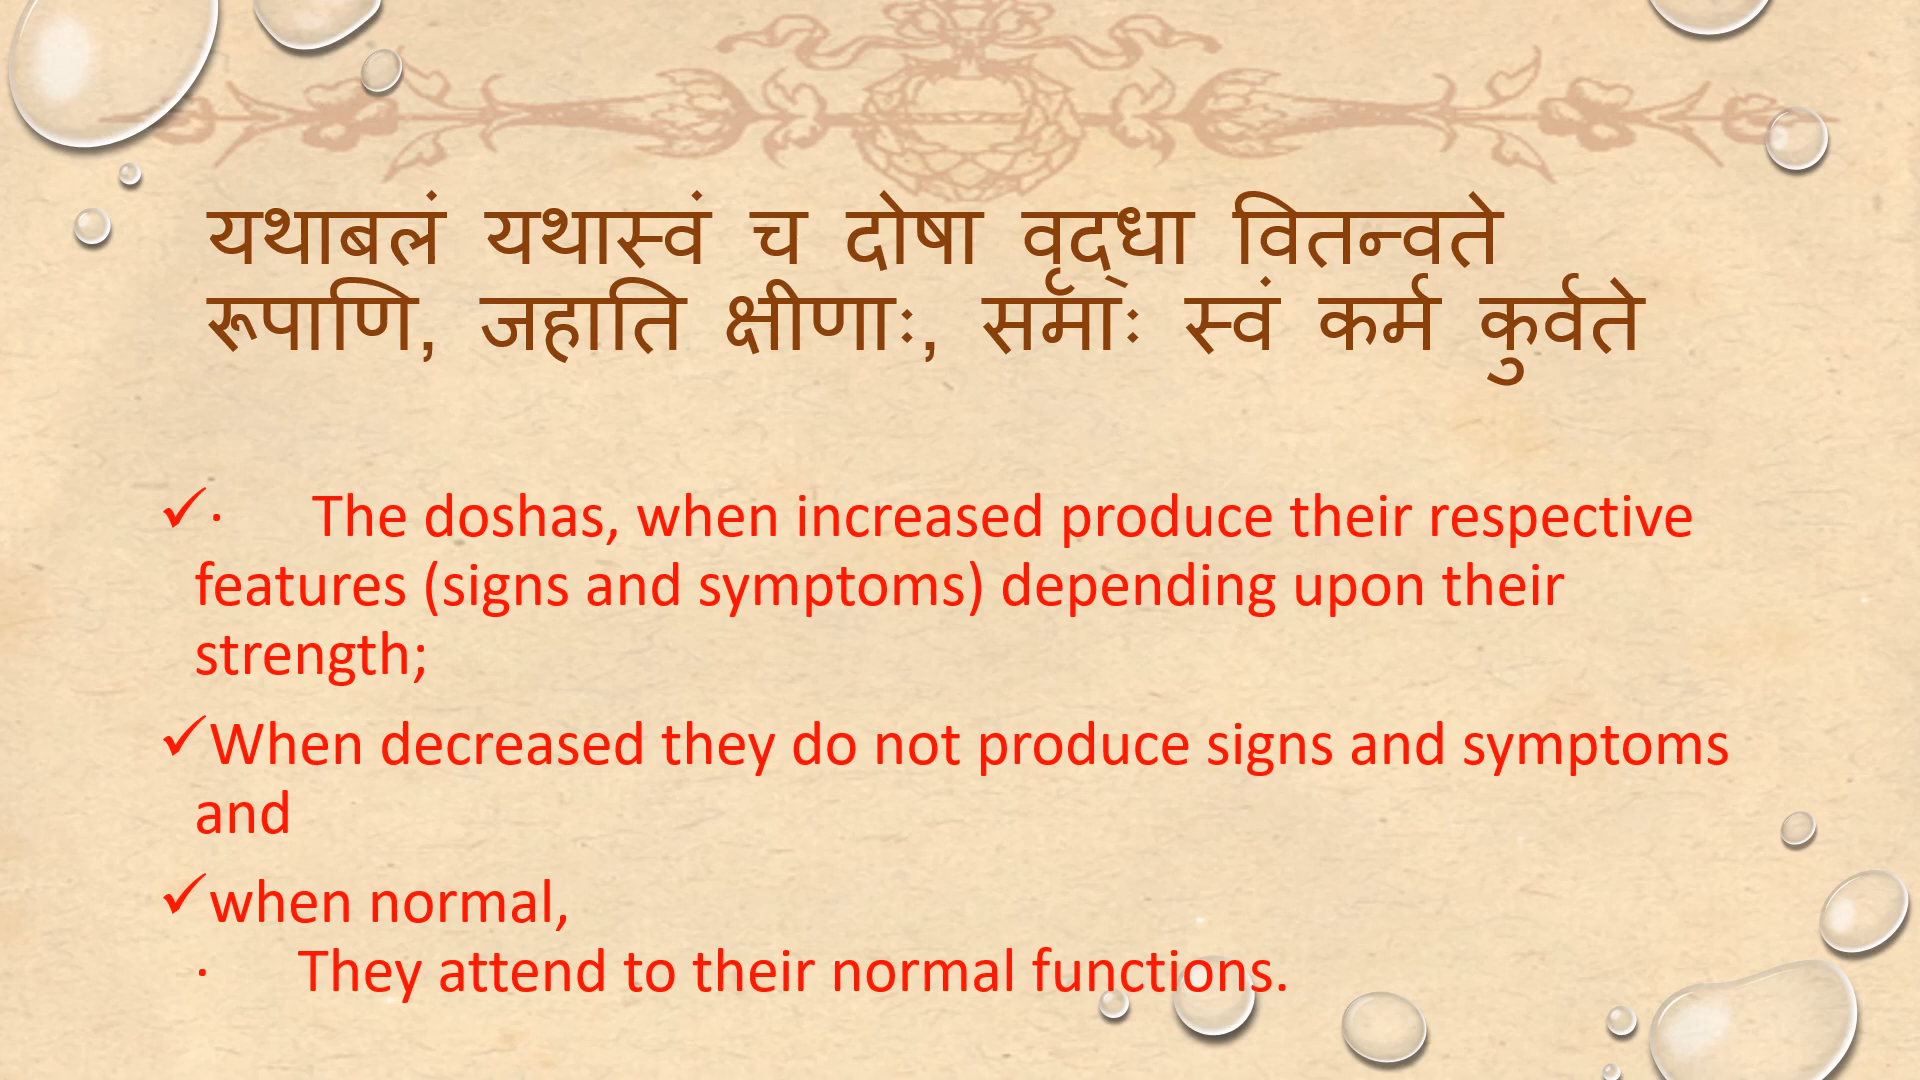 यथाबलं यथास्वं च दोषा वृद्धा वितन्वते
रूपाणि, जहाति क्षीणाः, समाः स्वं कर्म कुर्वते
✓· The doshas, when increased produce their respective
features (signs and symptoms) depending upon their
strength;
✓When decreased they do not produce signs and symptoms
and
✓when normal,
· They attend to their normal functions.